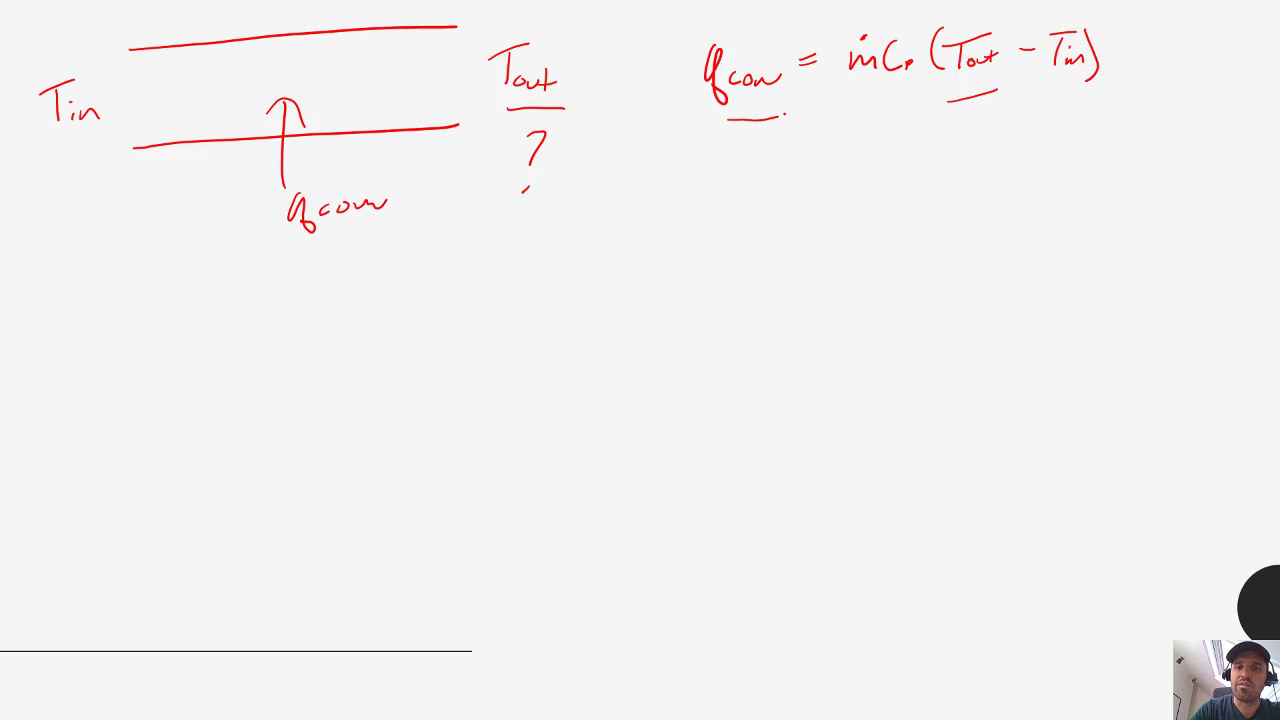 Tin
Tout
?
qconv
qconv = ṁCp (Tout − Tin)